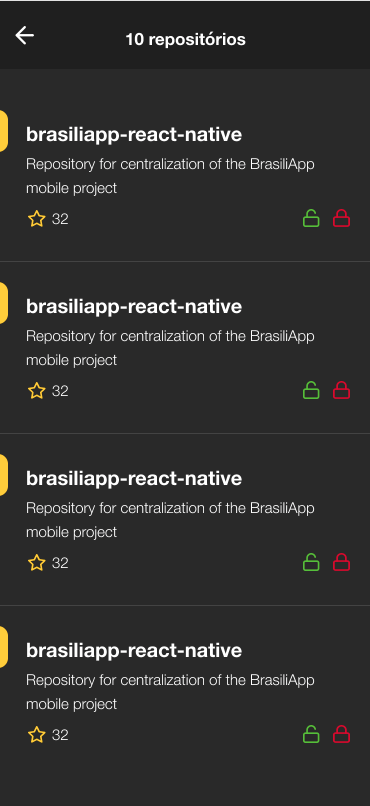 10 repositórios
brasiliapp-react-native
Repository for centralization of the BrasiliApp
mobile project
32
brasiliapp-react-native
Repository for centralization of the BrasiliApp
mobile project
32
brasiliapp-react-native
Repository for centralization of the BrasiliApp
mobile project
32
brasiliapp-react-native
Repository for centralization of the BrasiliApp
mobile project
32